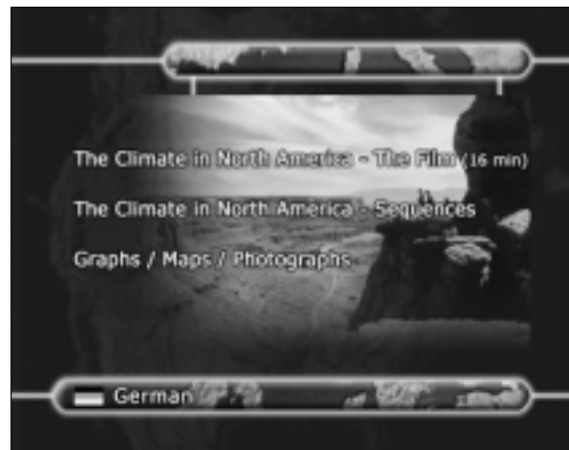 The Climate in North America - The Film (16 min)
The Climate in North America - Sequences
Graphs / Maps / Photographs
German